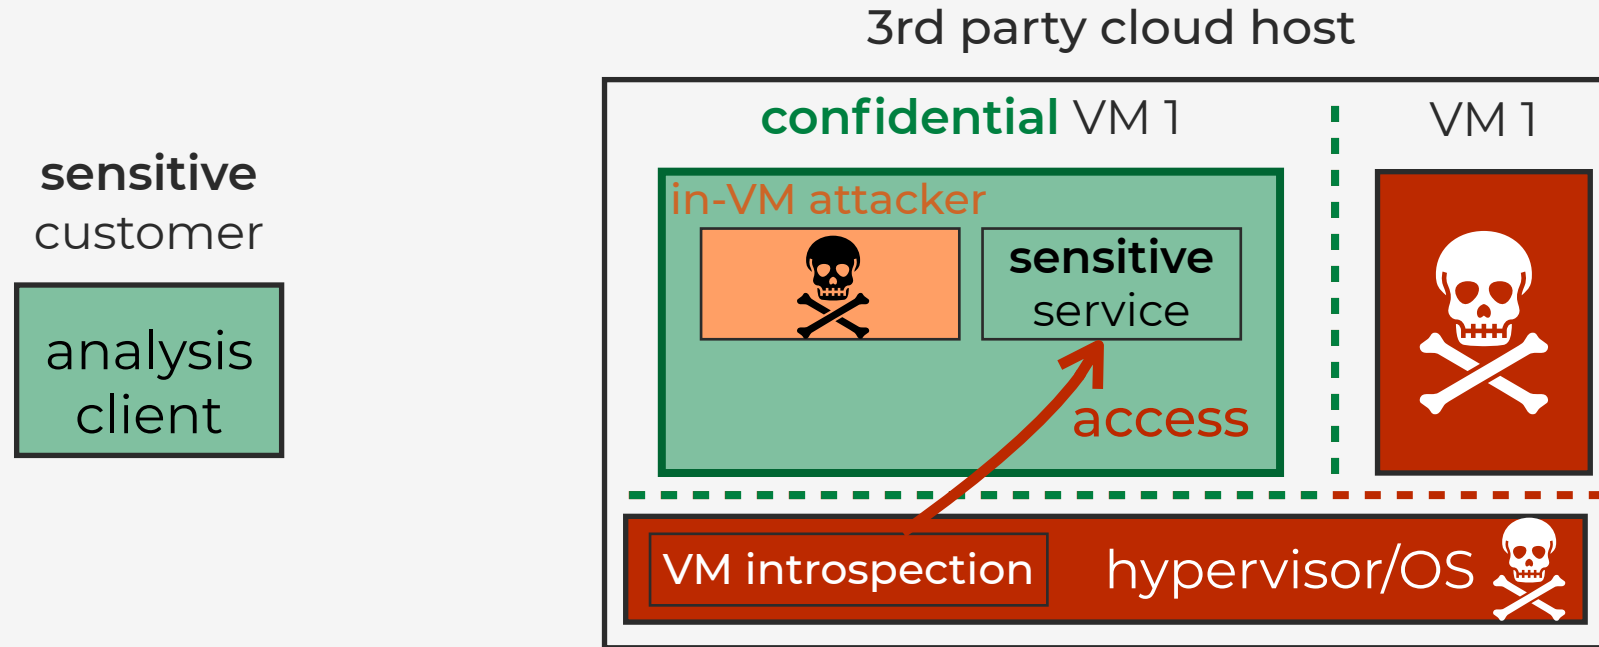 3rd party cloud host
confidential VM 1
VM 1
sensitive
customer
in-VM attacker
sensitive
service
analysis
client
access
VM introspection
hypervisor/OS